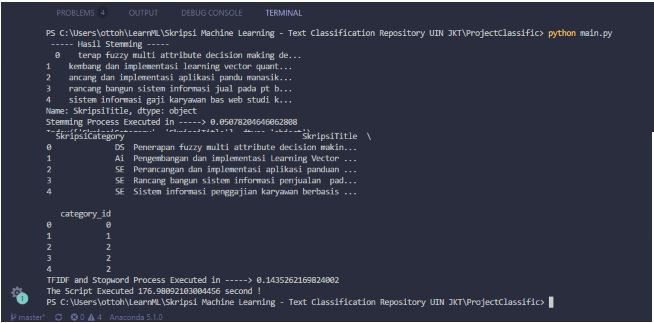 PROBLEMS 4 OUTPUT DEBUG CONSOLE TERMINAL
PS C:\Users\ottoh\LearnML\Skripsi Machine Learning - Text Classification Repository UIN JKT\ProjectClassific> python main.py
----- Hasil Stemming -----
0 terap fuzzy multi attribute decision making de...
1 kembang dan implementasi learning vector quant...
2 ancang dan implementasi aplikasi pandu manasik...
3 rancang bangun sistem informasi jual pada pt b...
4 sistem informasi gaji karyawan bas web studi k...
Name: SkripsiTitle, dtype: object
Stemming Process Executed in -----> 0.05078204646062808
Index(['SkripsiCategory', 'SkripsiTitle'], dtype='object')
SkripsiCategory SkripsiTitle \
0 DS Penerapan fuzzy multi attribute decision makin...
1 Ai Pengembangan dan implementasi Learning Vector ...
2 SE Perancangan dan implementasi aplikasi panduan ...
3 SE Rancang bangun sistem informasi penjualan pad...
4 SE Sistem informasi penggajian karyawan berbasis ...
category_id
0 0
1 1
2 2
3 2
4 2
TFIDF and Stopword Process Executed in -----> 0.1435262169824002
The Script Executed 176.98092103004456 second !
PS C:\Users\ottoh\LearnML\Skripsi Machine Learning - Text Classification Repository UIN JKT\ProjectClassific>
1
master* 0 4 Anaconda 5.1.0